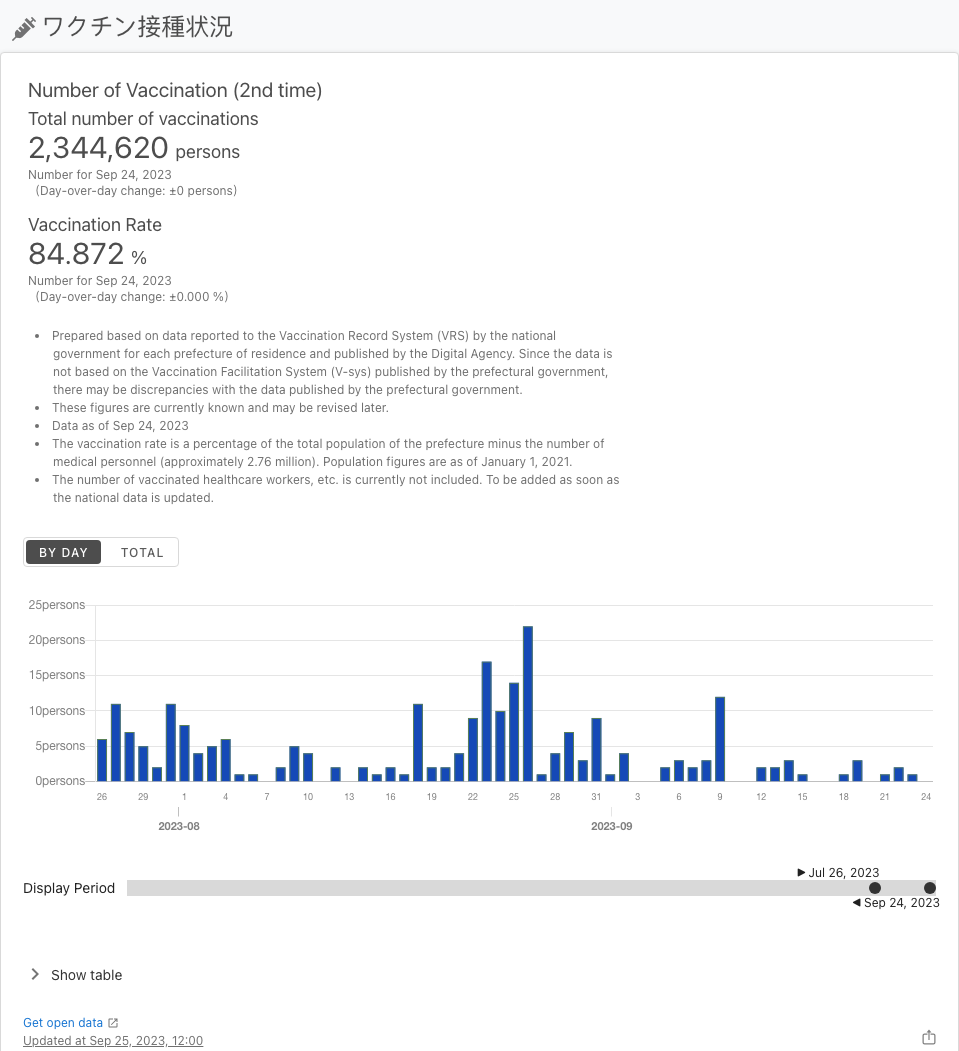 ワクチン接種状況
Number of Vaccination (2nd time)
Total number of vaccinations
2,344,620 persons
Number for Sep 24, 2023
(Day-over-day change: ±0 persons)
Vaccination Rate
84.872 %
Number for Sep 24, 2023
(Day-over-day change: ±0.000 %)
• Prepared based on data reported to the Vaccination Record System (VRS) by the national
government for each prefecture of residence and published by the Digital Agency. Since the data is
not based on the Vaccination Facilitation System (V-sys) published by the prefectural government,
there may be discrepancies with the data published by the prefectural government.
• These figures are currently known and may be revised later.
• Data as of Sep 24, 2023
• The vaccination rate is a percentage of the total population of the prefecture minus the number of
medical personnel (approximately 2.76 million). Population figures are as of January 1, 2021.
• The number of vaccinated healthcare workers, etc. is currently not included. To be added as soon as
the national data is updated.
BY DAY TOTAL
25persons
20persons
15persons
10persons
5persons
0persons
26 29 1 4 7 10 13 16 19 22 25 28 31 3 6 9 12 15 18 21 24
2023-08 2023-09
Jul 26, 2023
Display Period
Sep 24, 2023
Show table
Get open data
Updated at Sep 25, 2023, 12:00